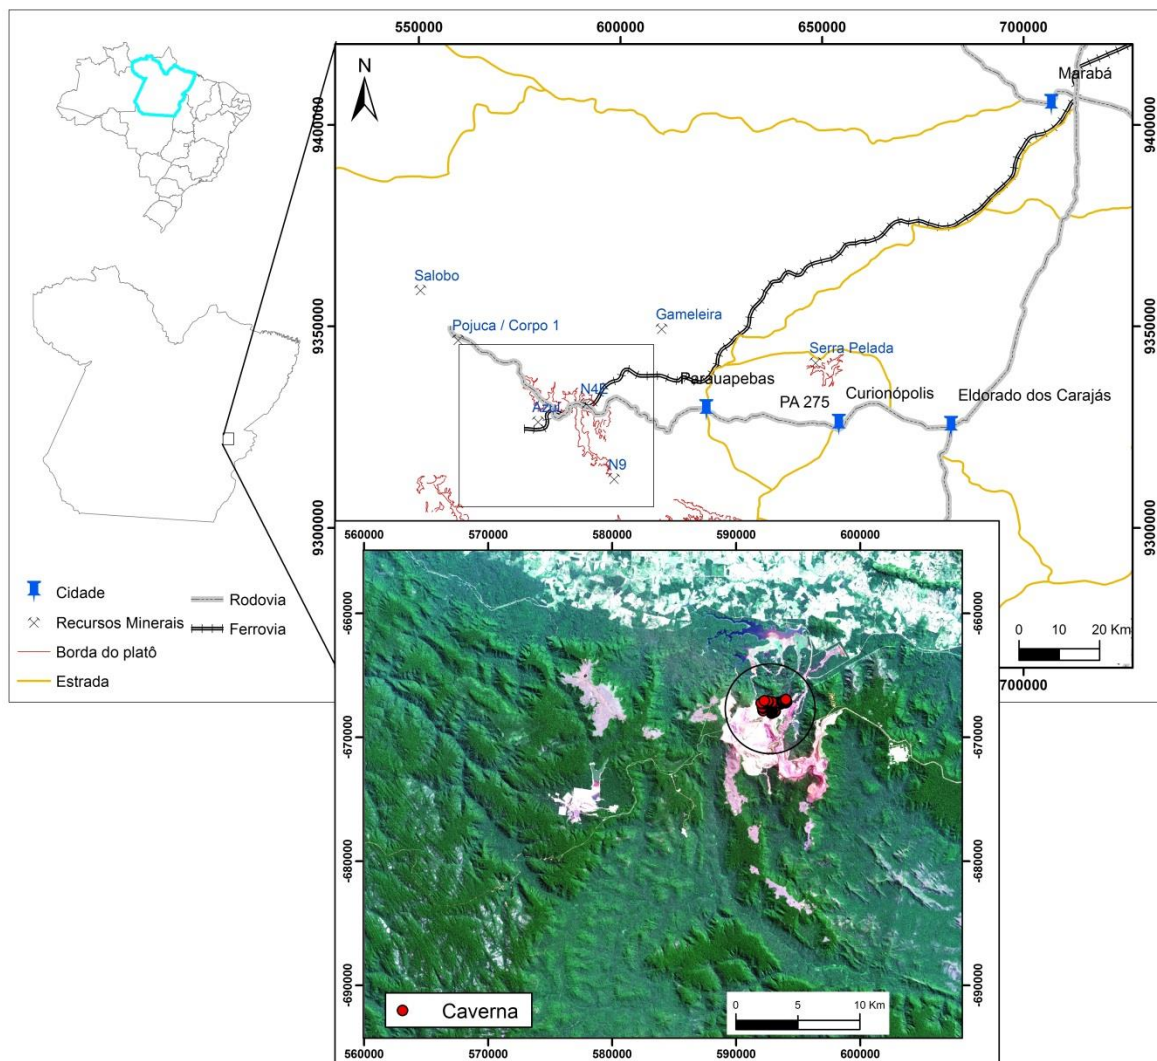 550000
600000
650000
700000
N
Marabá
9400000
9400000
Salobo
Pojuca / Corpo 1
Gameleira
9350000
9350000
Serra Pelada
Parauapebas
N4E
Curionópolis
PA 275
Eldorado dos Carajás
Azul
N9
9300000
9300000
Cidade
Recursos Minerais
Borda do platô
Estrada
Rodovia
Ferrovia
0 10 20 Km
700000
560000
570000
580000
590000
600000
-660000
-660000
-670000
-670000
-680000
-680000
-690000
-690000
Caverna
0 5 10 Km
560000
570000
580000
590000
600000